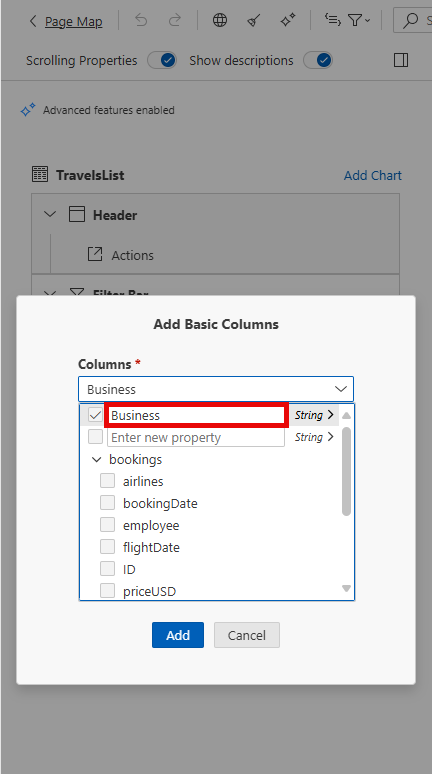 Page Map
S
Scrolling Properties
Show descriptions
Advanced features enabled
TravelsList
Add Chart
Header
Actions
Filter Bar
Add Basic Columns
Columns *
Business
Business
String
Enter new property
String
bookings
airlines
bookingDate
employee
flightDate
ID
priceUSD
Add
Cancel